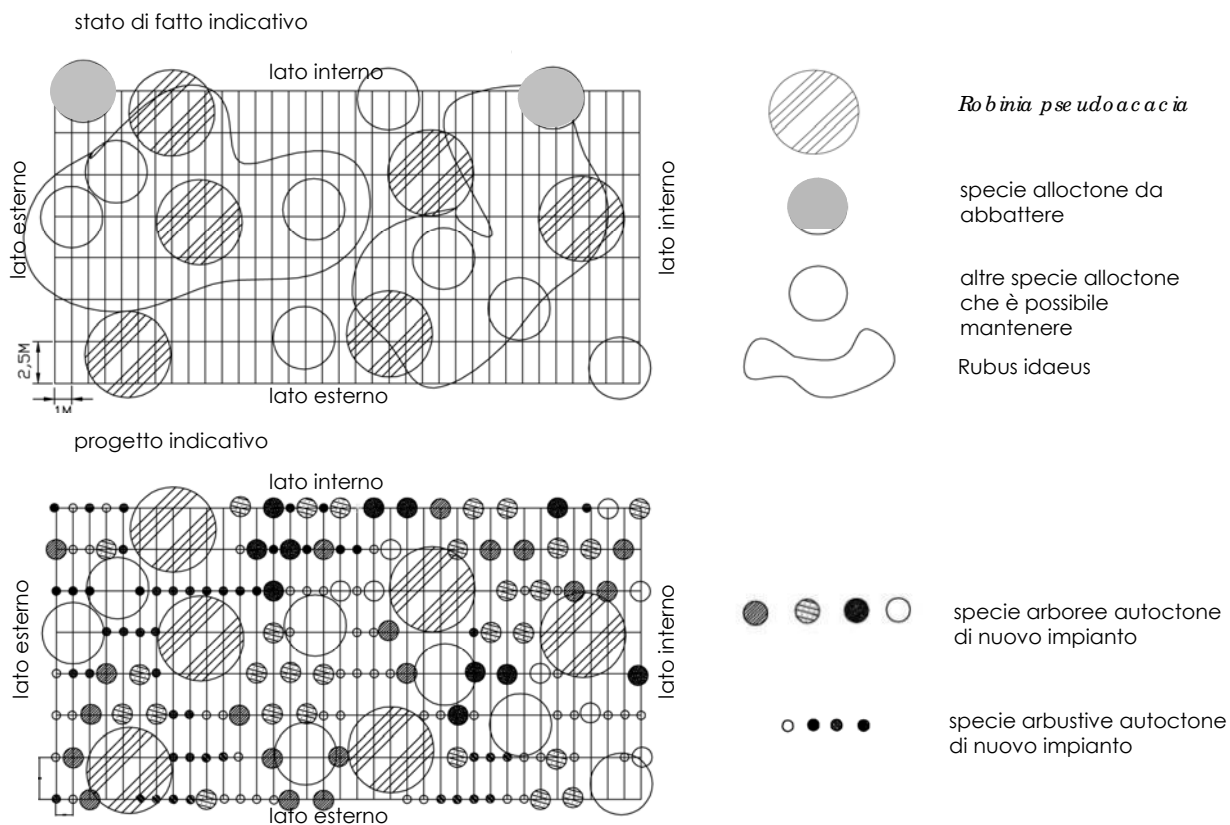 stato di fatto indicativo
lato interno
lato esterno
lato interno
2,5M
1M
lato esterno
Robinia pseudoacacia
specie alloctone da
abbattere
altre specie alloctone
che è possibile
mantenere
Rubus idaeus
progetto indicativo
lato interno
lato esterno
lato interno
lato esterno
specie arboree autoctone
di nuovo impianto
specie arbustive autoctone
di nuovo impianto